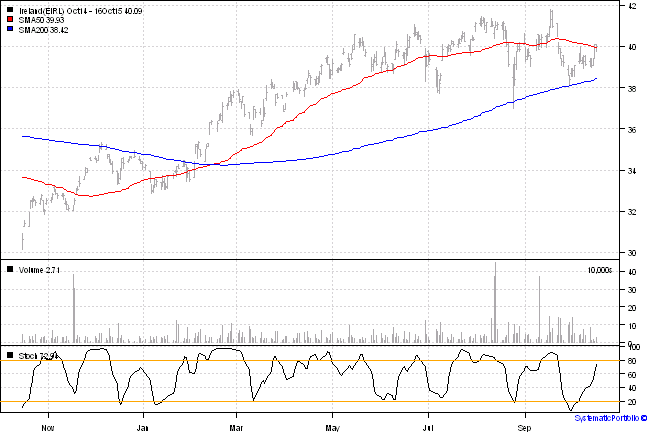 Ireland(EIRL) Oct14 - 16Oct15 40.09
SMA50 39.93
SMA200 38.42
42
40
38
36
34
32
30
Volume 2.71
10,000s
40
30
20
10
0
Stoch 72.94
80
60
40
20
Nov Jan Mar May Jul Sep
SystematicPortfolio ©